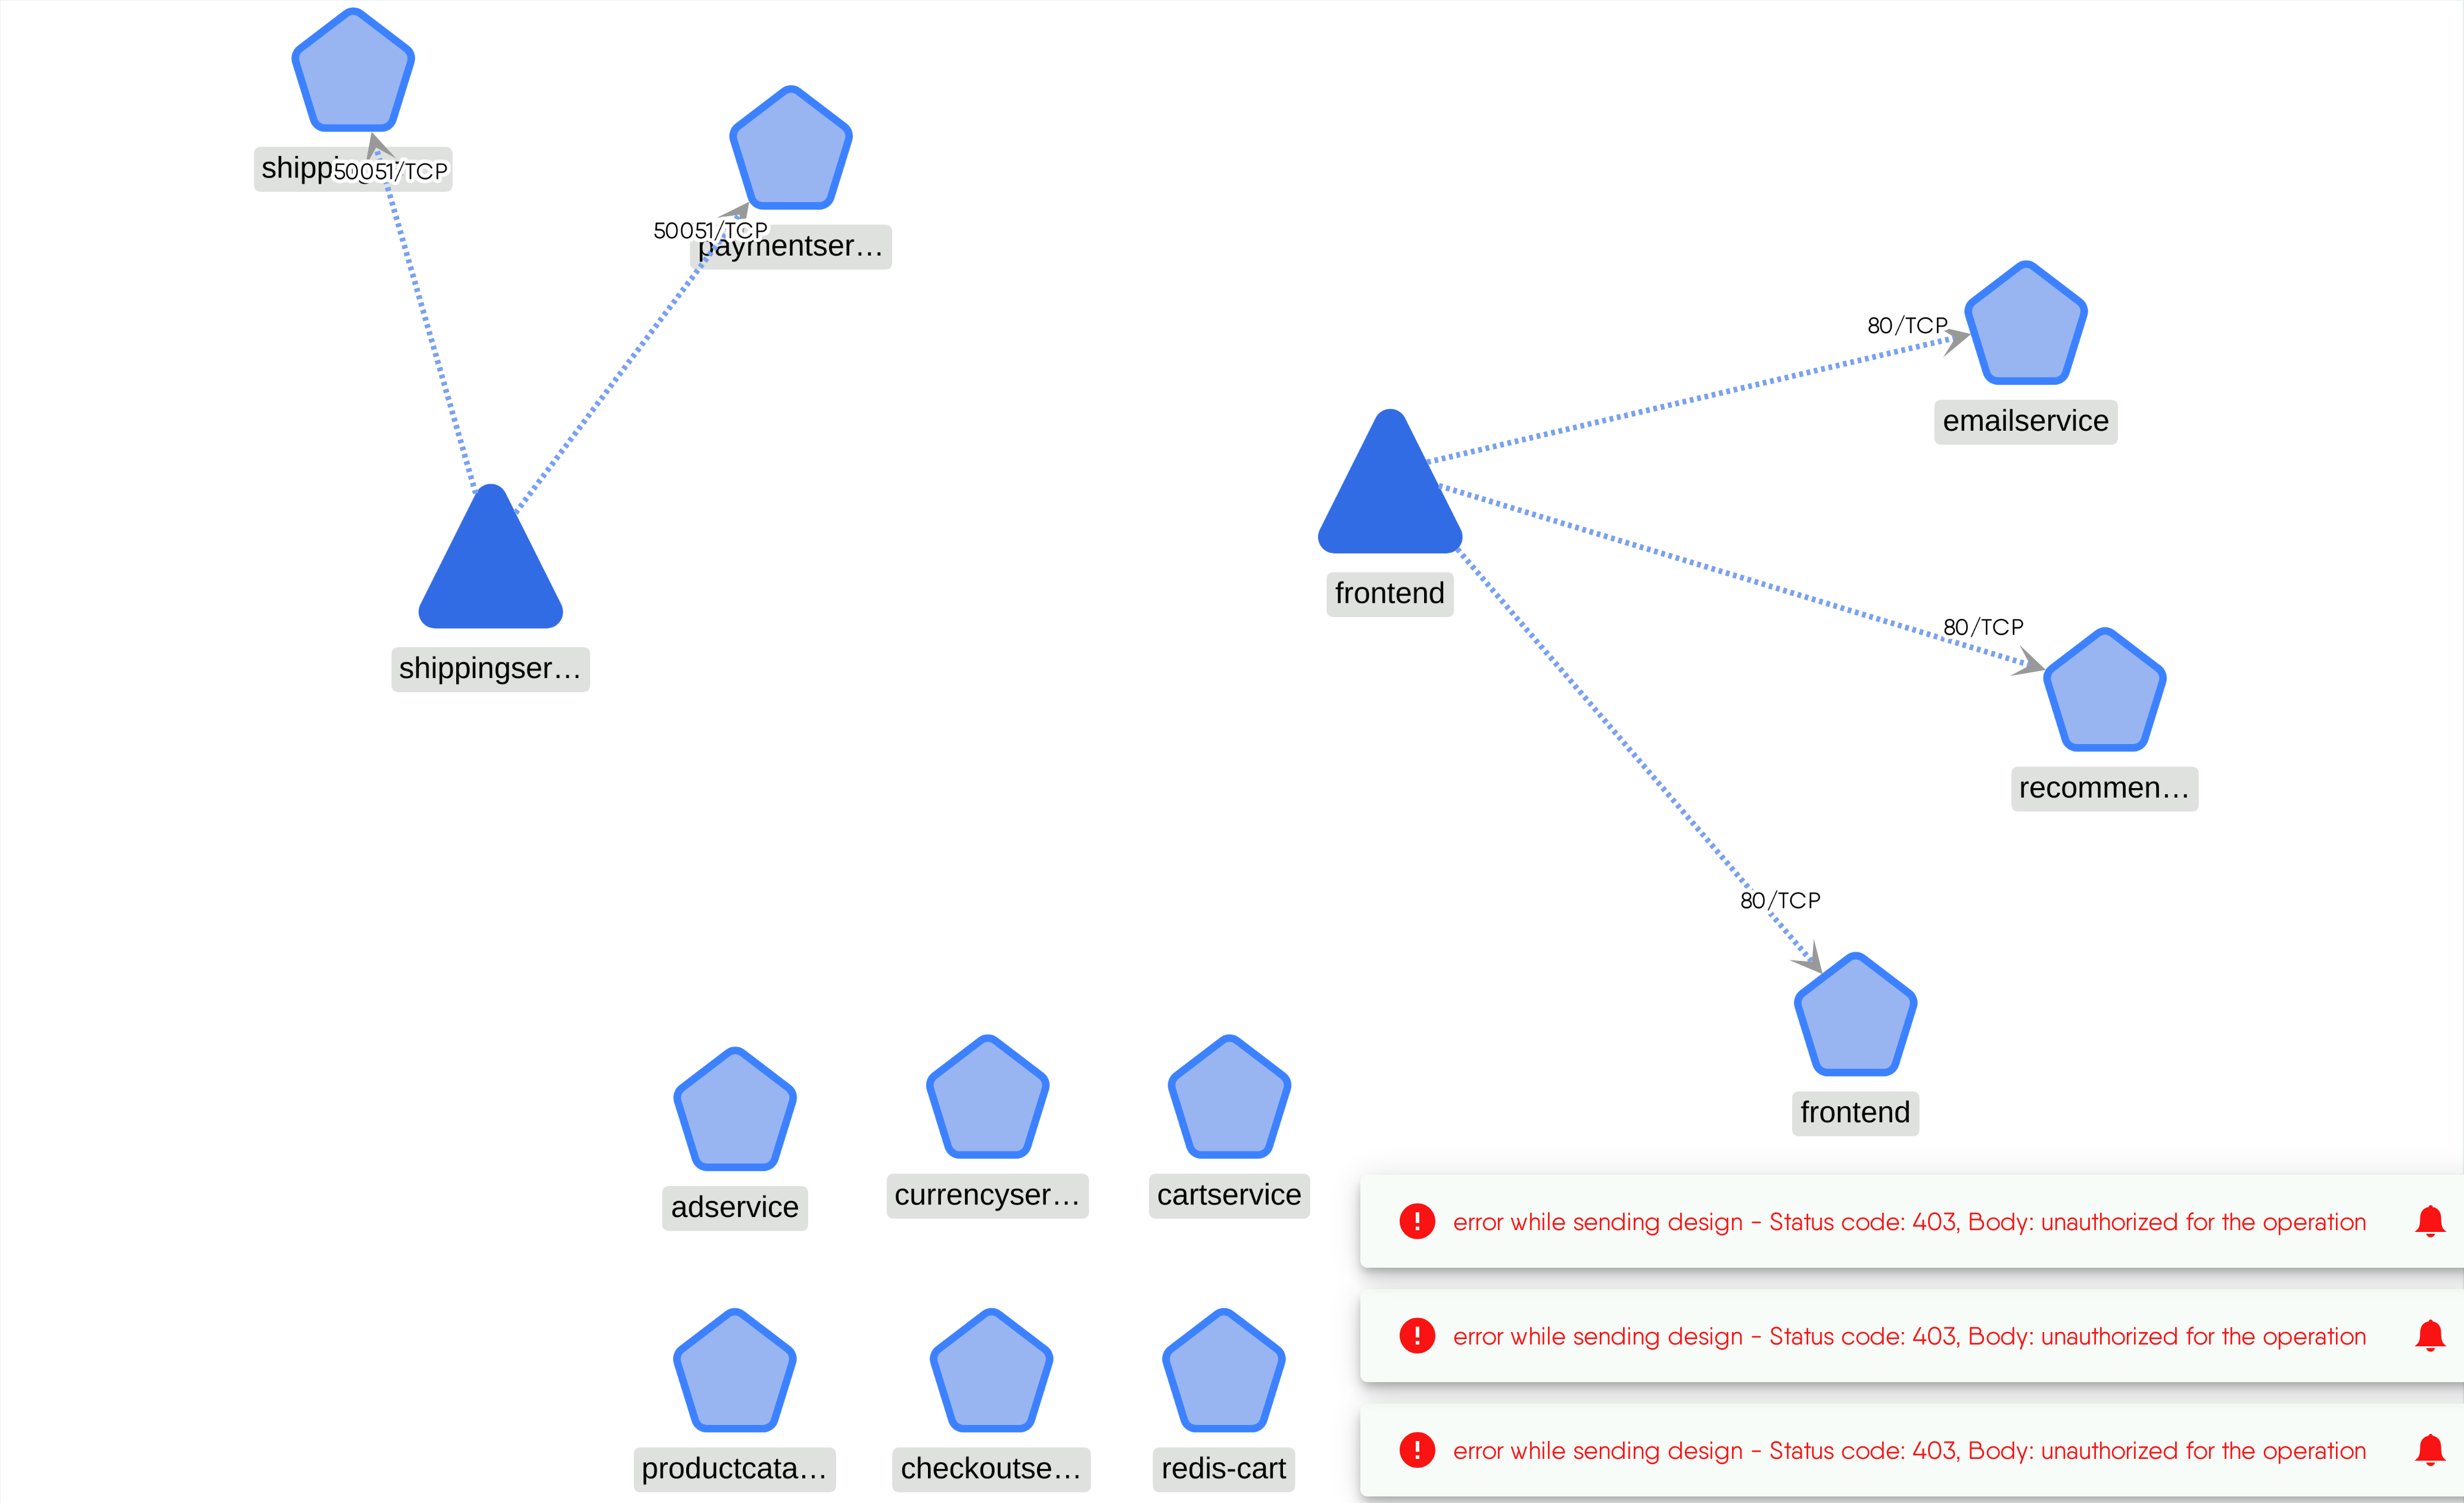 50051/TCP
50051/TCP
paymentser…
80/TCP
emailservice
frontend
80/TCP
shippingser…
recommen…
80/TCP
frontend
adservice
currencyser…
cartservice
error while sending design - Status code: 403, Body: unauthorized for the operation
error while sending design - Status code: 403, Body: unauthorized for the operation
productcata…
checkoutse…
redis-cart
error while sending design - Status code: 403, Body: unauthorized for the operation